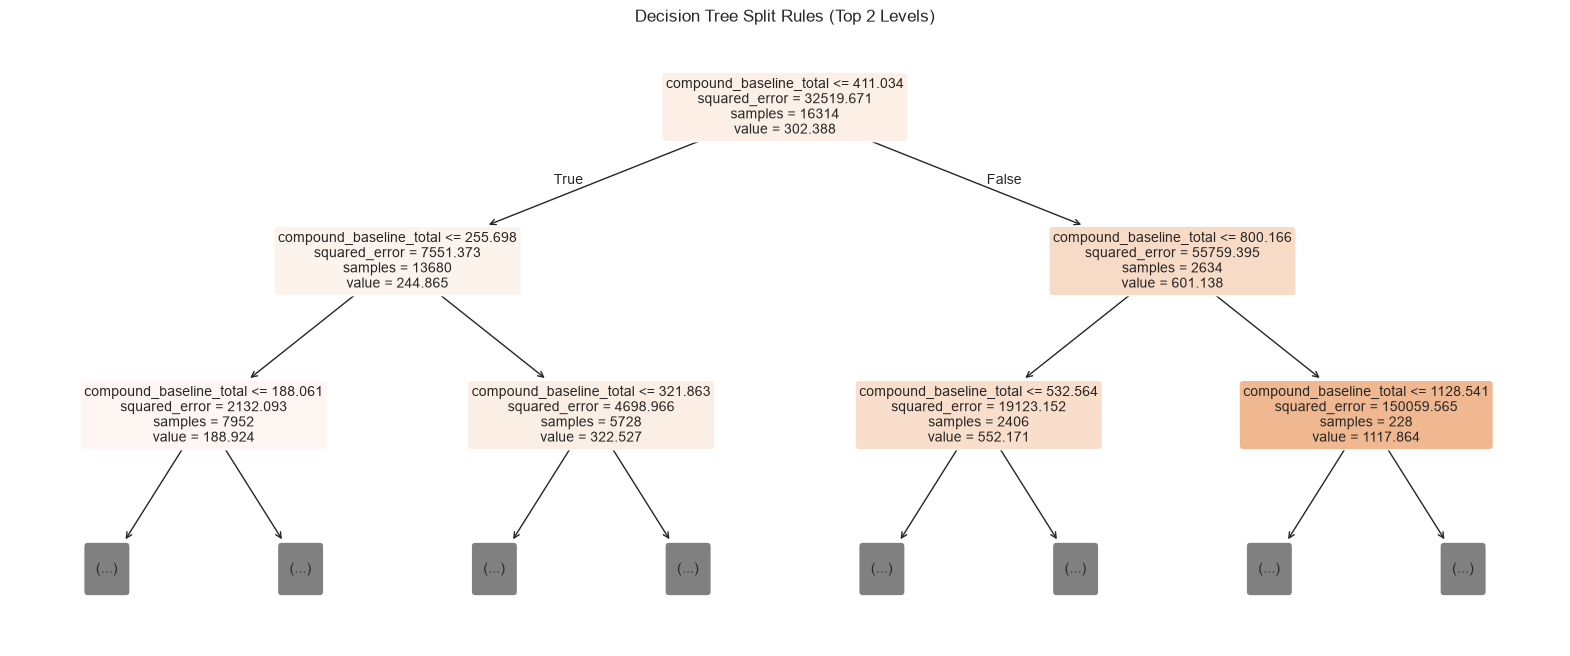 Decision Tree Split Rules (Top 2 Levels)
compound_baseline_total <= 411.034
squared_error = 32519.671
samples = 16314
value = 302.388
True
False
compound_baseline_total <= 255.698
squared_error = 7551.373
samples = 13680
value = 244.865
compound_baseline_total <= 800.166
squared_error = 55759.395
samples = 2634
value = 601.138
compound_baseline_total <= 188.061
squared_error = 2132.093
samples = 7952
value = 188.924
compound_baseline_total <= 321.863
squared_error = 4698.966
samples = 5728
value = 322.527
compound_baseline_total <= 532.564
squared_error = 19123.152
samples = 2406
value = 552.171
compound_baseline_total <= 1128.541
squared_error = 150059.565
samples = 228
value = 1117.864
(...)
(...)
(...)
(...)
(...)
(...)
(...)
(...)